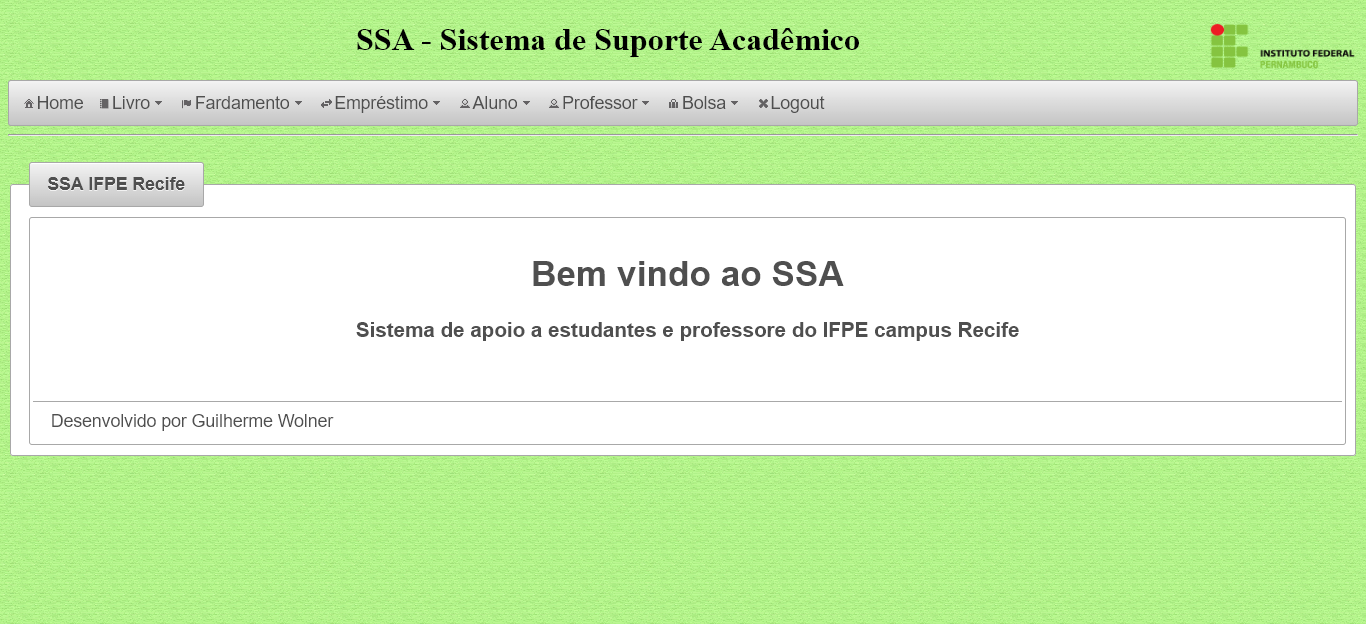 SSA - Sistema de Suporte Acadêmico
INSTITUTO FEDERAL
PERNAMBUCO
Home Livro Fardamento Empréstimo Aluno Professor Bolsa Logout
SSA IFPE Recife
Bem vindo ao SSA
Sistema de apoio a estudantes e professore do IFPE campus Recife
Desenvolvido por Guilherme Wolner